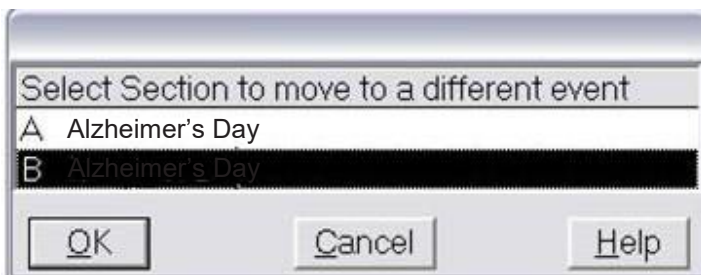 Select Section to move to a different event
A Alzheimer's Day
B Alzheimer's Day
OK Cancel Help